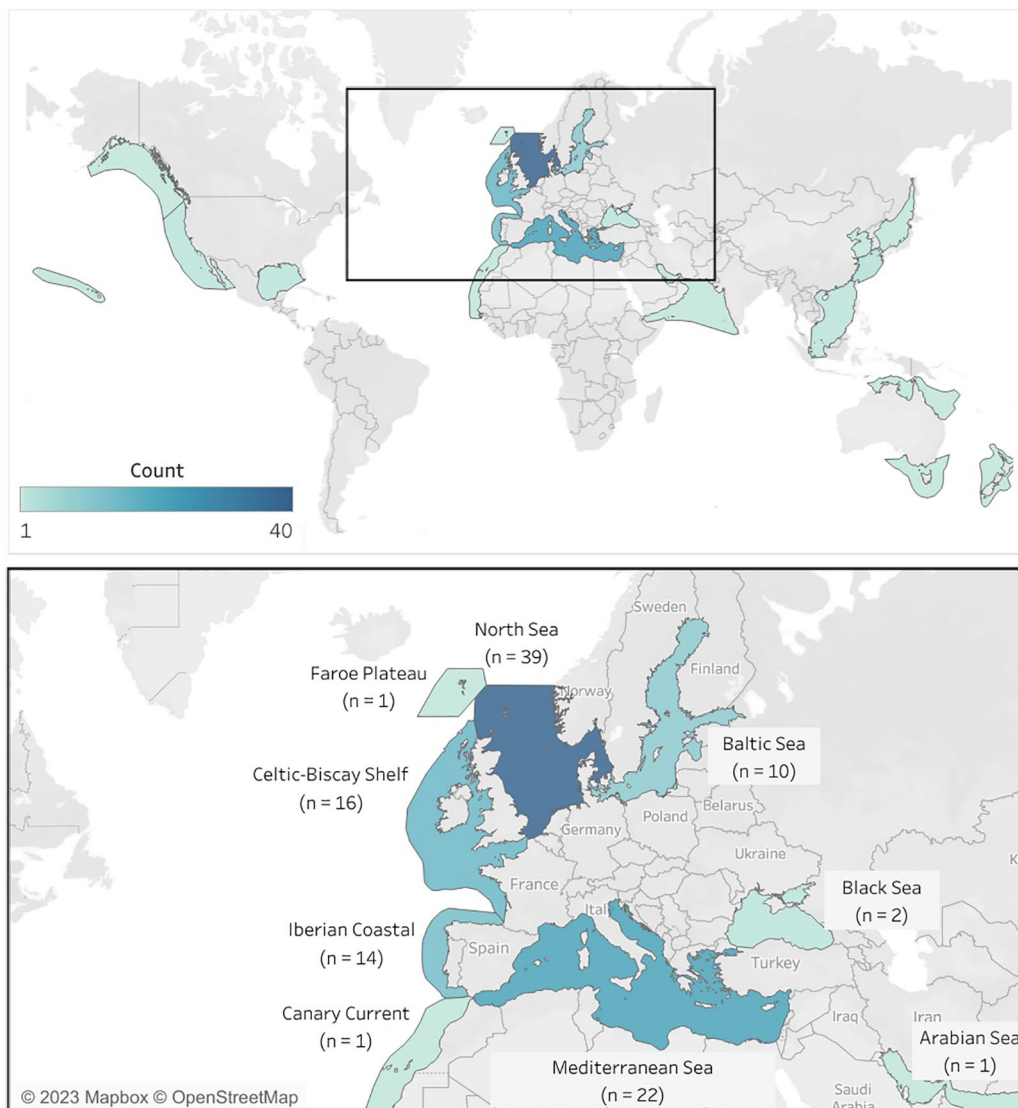 Count
1
40
Sweden
North Sea
(n = 39)
Finland
Faroe Plateau
(n = 1)
Norway
Baltic Sea
(n = 10)
Celtic-Biscay Shelf
(n = 16)
Belarus
Poland
Germany
Ukraine
K
France
Black Sea
(n = 2)
Ital
Iberian Coastal
(n = 14)
Spain
Turkey
Canary Current
(n = 1)
Iraq
Iran
Arabian Sea
(n = 1)
Mediterranean Sea
(n = 22)
Saudi
Arabia
© 2023 Mapbox © OpenStreetMap